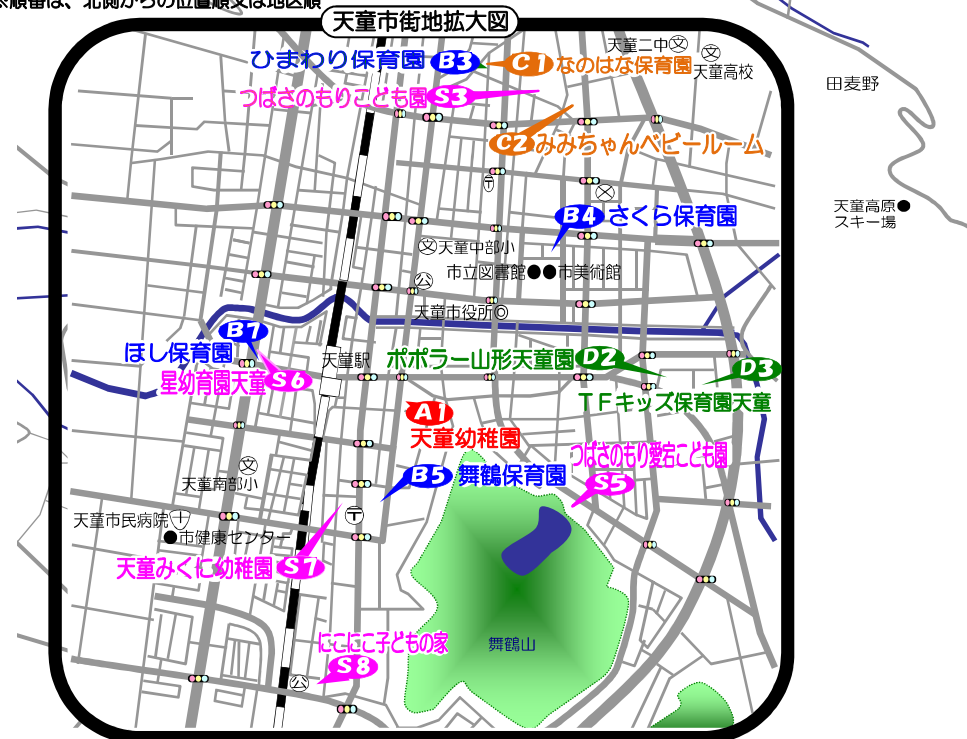 ※順番は、北側からの位置順又は地区順
天童市街地拡大図
天童二中 文
ひまわり保育園 B3
C1 なのはな保育園
文
天童高校
田麦野
つばさのもりこども園 S3
C2 みみちゃんベビールーム
〒
B4 さくら保育園
天童高原●
スキー場
文 天童中部小
市立図書館●●市美術館
公
天童市役所◎
B1
ほし保育園
天童駅
ポポラー山形天童園 D2
D3
星幼育園天童 S6
TFキッズ保育園天童
A1
天童幼稚園
つばさのもり愛宕こども園
S5
B5 舞鶴保育園
文
天童南部小
〒
天童市民病院
●市健康センター
天童みくに幼稚園 S1
にこにこ子どもの家
S8
舞鶴山
公